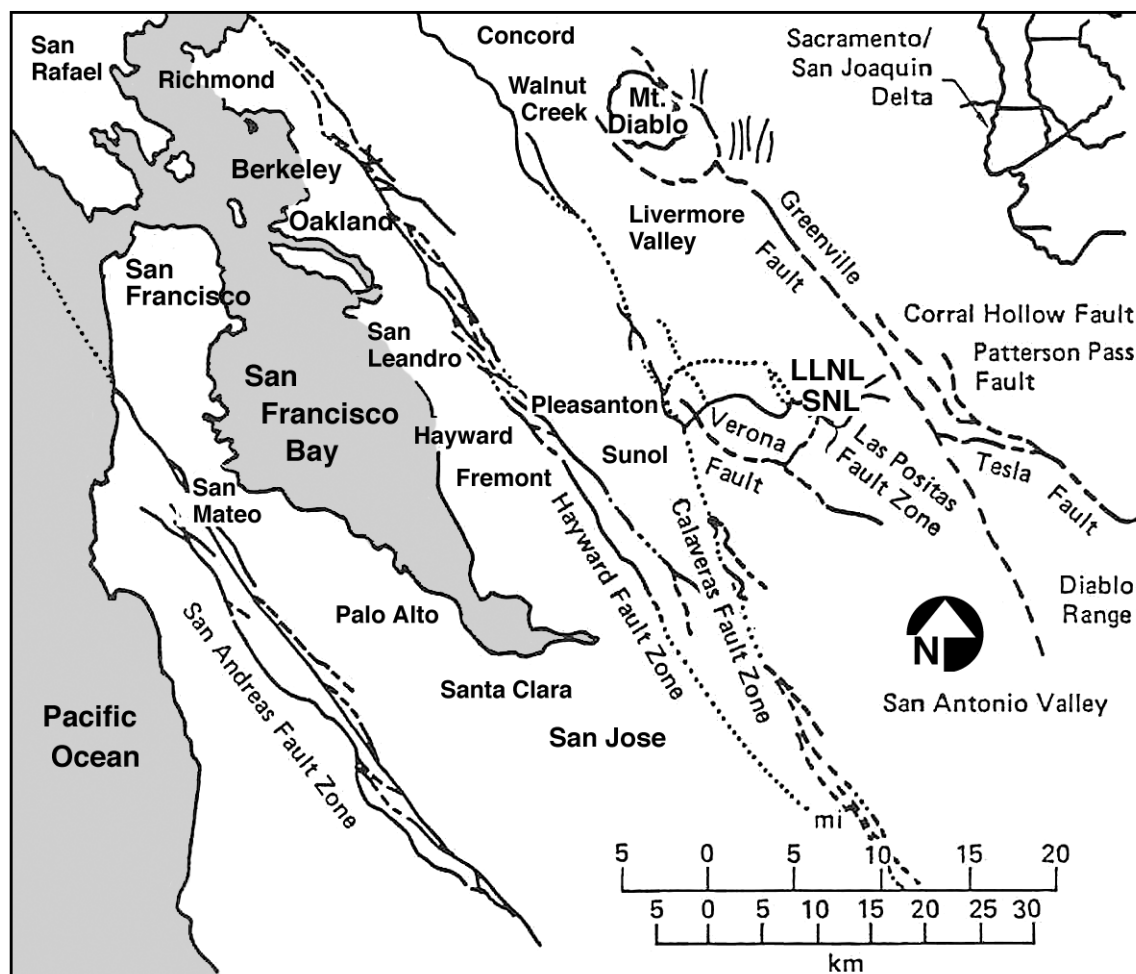 San
Rafael
Richmond
Concord
Walnut
Creek
Mt.
Diablo
Sacramento/
San Joaquin
Delta
Berkeley
Oakland
Livermore
Valley
Greenville
Fault
San
Francisco
San
Leandro
Corral Hollow Fault
Patterson Pass
Fault
LLNL
SNL
San
Francisco
Bay
Pleasanton
Verona
Fault
Hayward
Sunol
Las Positas
Fault Zone
Tesla
Fault
Fremont
San
Mateo
Hayward Fault Zone
Calaveras Fault Zone
Diablo
Range
Palo Alto
San Andreas Fault Zone
N
San Antonio Valley
Santa Clara
Pacific
Ocean
San Jose
mi
5 0 5 10 15 20
5 0 5 10 15 20 25 30
km